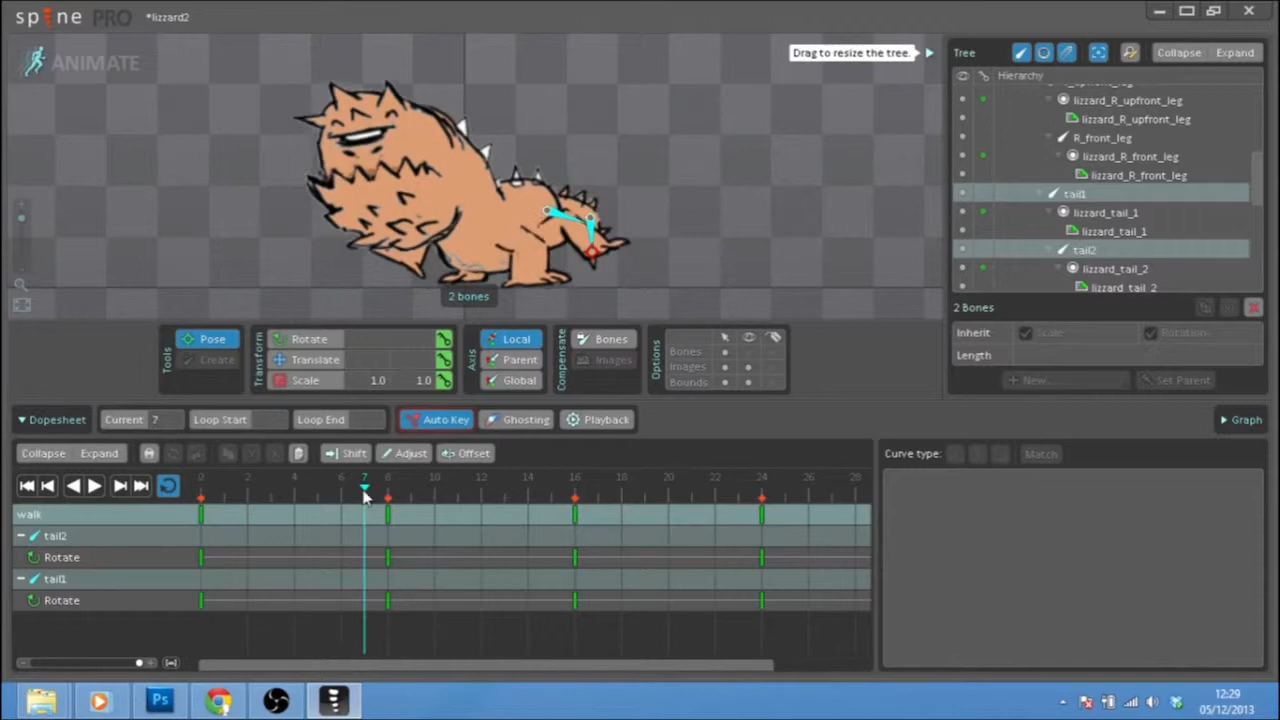 spine PRO *lizzard2
ANIMATE
Drag to resize the tree.
Tree Collapse Expand
Hierarchy
lizzard_R_upfront_leg
lizzard_R_upfront_leg
R_front_leg
lizzard_R_front_leg
lizzard_R_front_leg
tail1
lizzard_tail_1
lizzard_tail_1
tail2
lizzard_tail_2
lizzard_tail_2
2 bones
2 Bones
Inherit Scale Rotation
Length
New... Set Parent
Tools Pose Create
Transform Rotate Translate Scale 1.0 1.0
Axis Local Parent Global
Compensate Bones Images
Options Bones Images Bounds
Dopesheet Current 7 Loop Start Loop End Auto Key Ghosting Playback Graph
Collapse Expand Shift Adjust Offset Curve type: Match
0 2 4 6 7 8 10 12 14 16 18 20 22 24 26 28
walk
tail2
Rotate
tail1
Rotate
Ps
12:29
05/12/2013